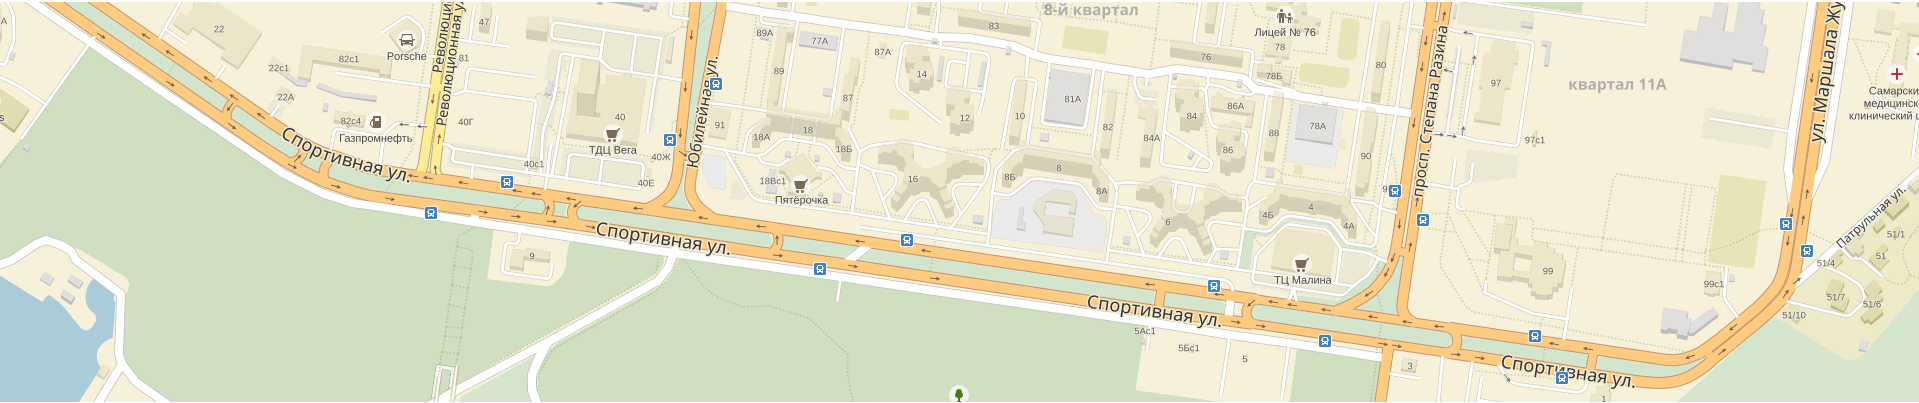 8-й квартал
83
89А
77А
22
47
Porsche
Революционная ул.
82с1
81
22с1
22А
82с4
Газпромнефть
40Г
40
ТДЦ Вега
40с1
40Ж
40Е
Юбилейная ул.
87А
89
87
14
12
10
81А
76
Лицей № 76
78
78Б
80
97
квартал 11А
ул. Маршала Жу
Самарски
медицинск
клинический ц
просп. Степана Разина
91
18А
18
18Б
18Вс1
Пятёрочка
16
8
8Б
8А
82
84А
84
86А
86
88
78А
90
97с1
6
4Б
4
4А
ТЦ Малина
Спортивная ул.
Спортивная ул.
Спортивная ул.
Спортивная ул.
9
5Ас1
5Бс1
5
3
1
99
99с1
Патрульная ул.
51/1
51
51/4
51/7
51/6
51/10